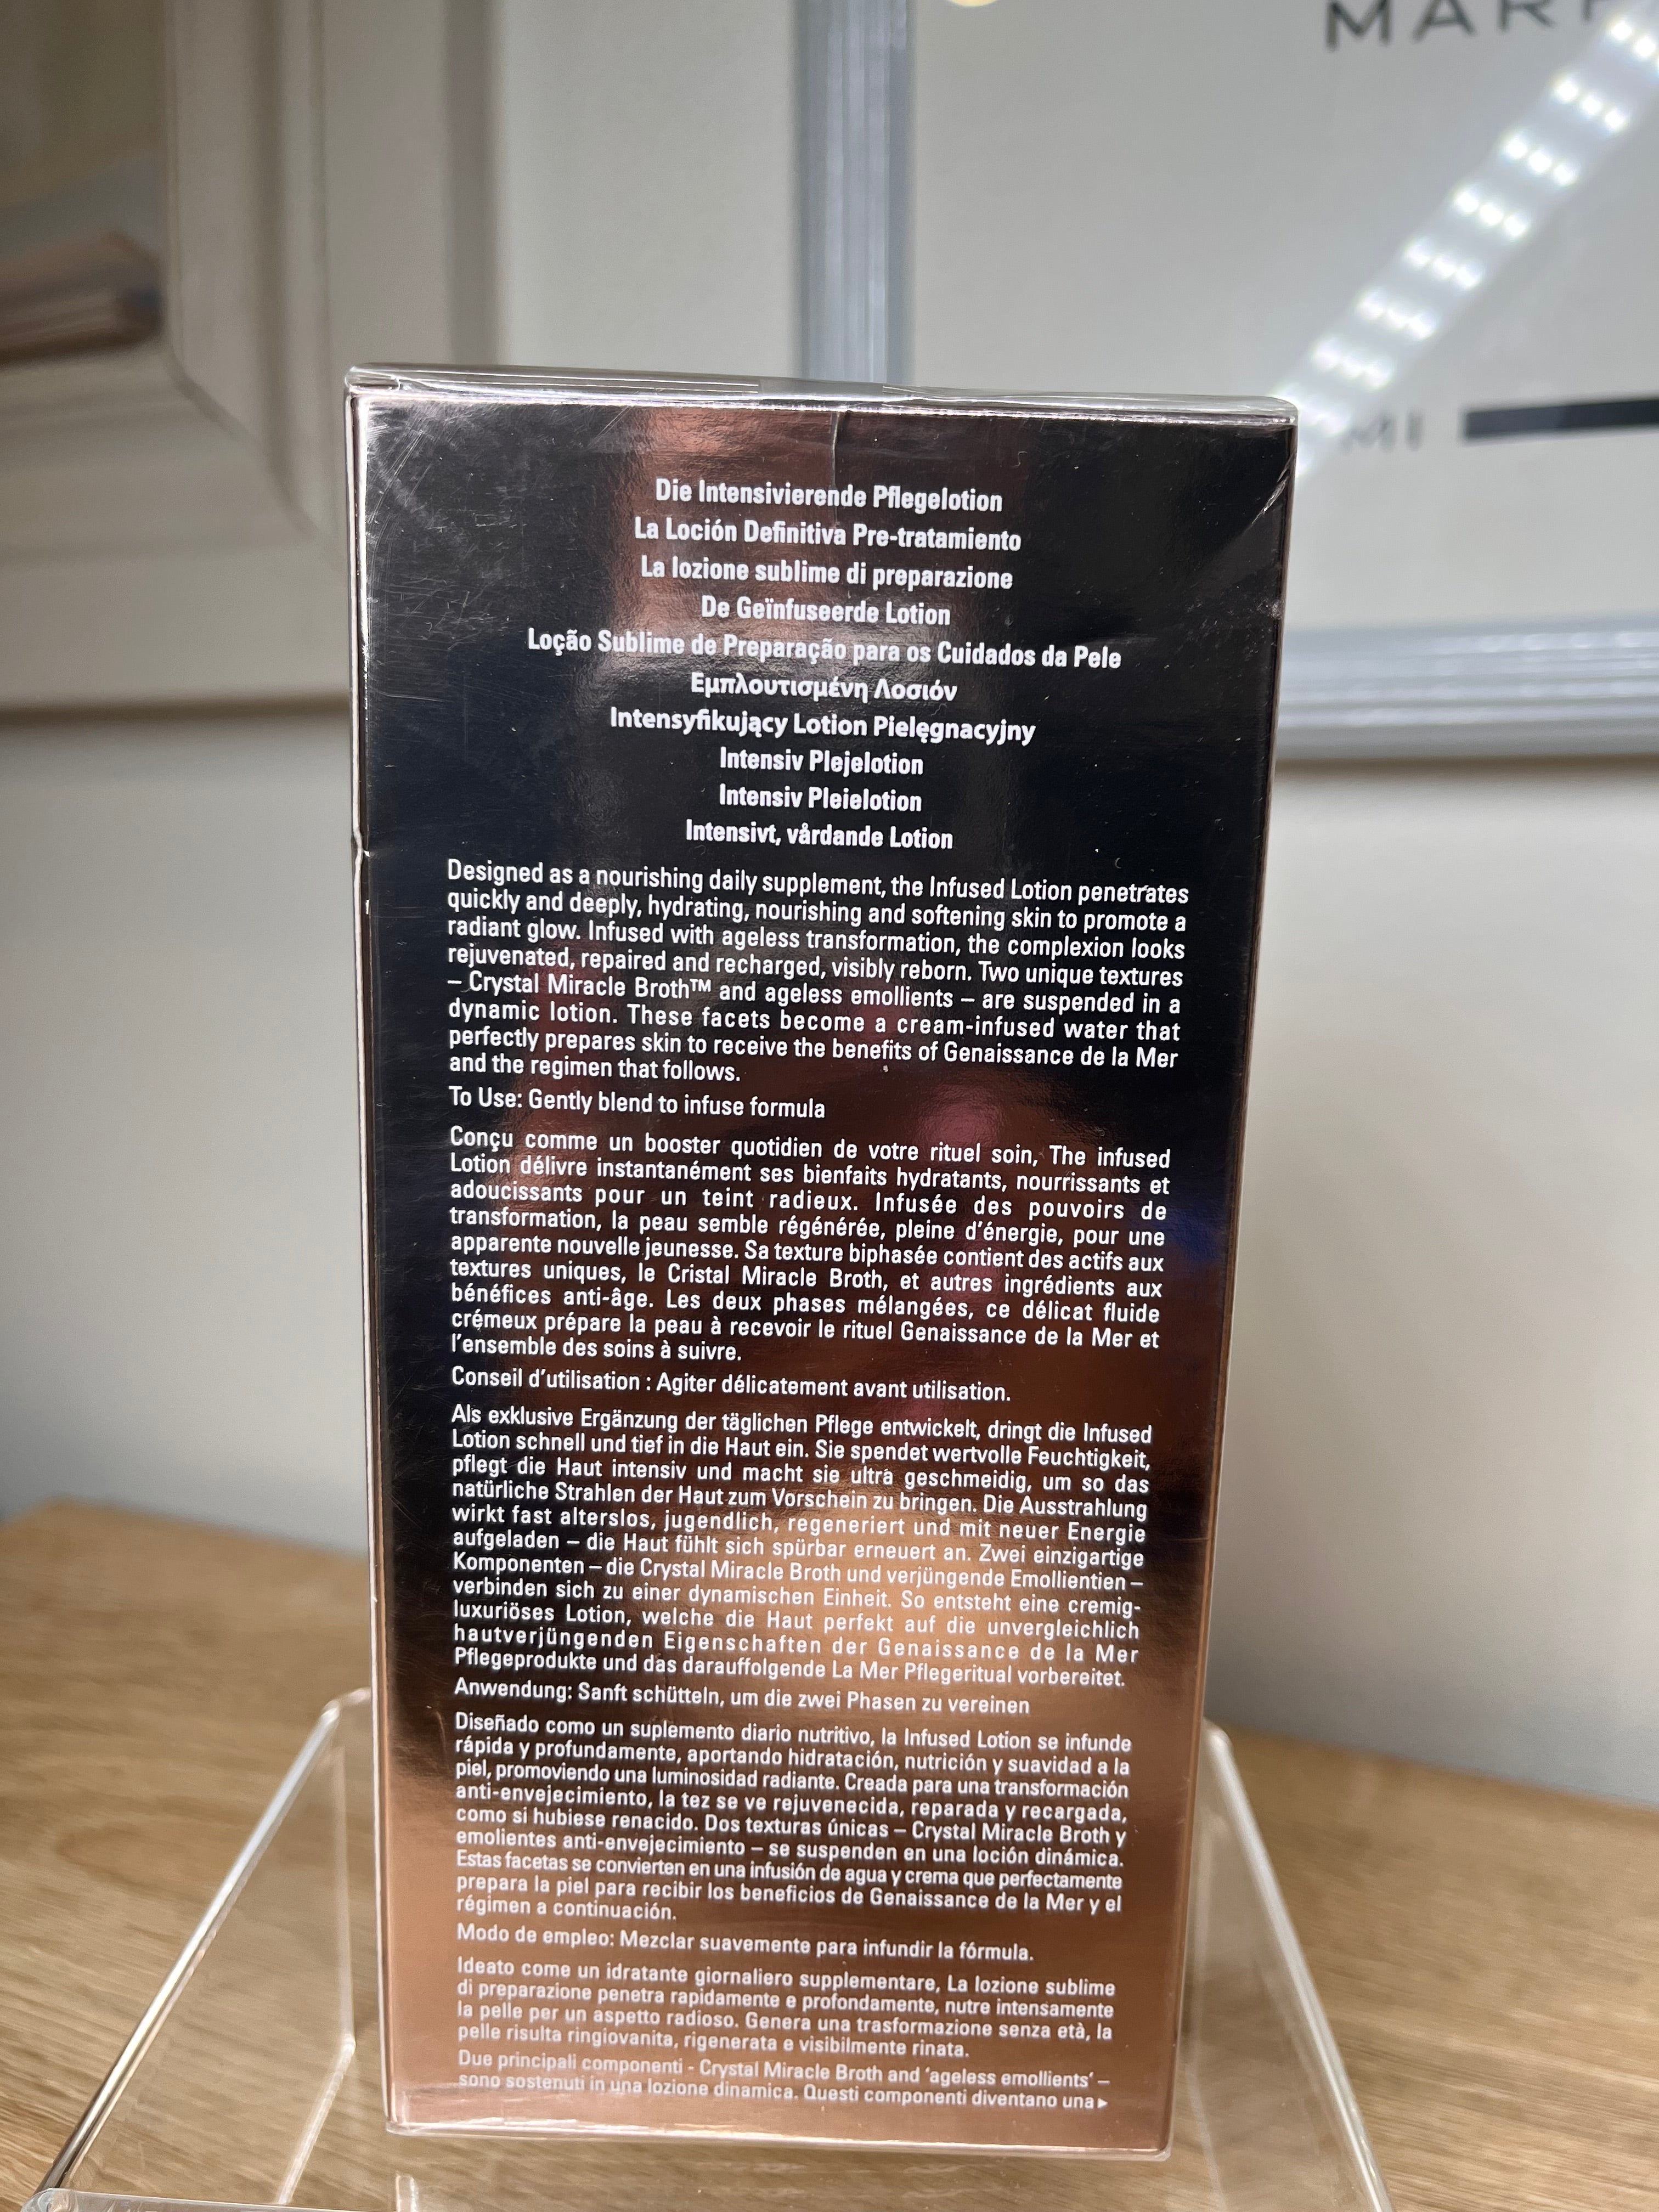 MI
Die Intensivierende Pflegelotion
La Loción Definitiva Pre-tratamiento
La lozione sublime di preparazione
De Geïnfuseerde Lotion
Loção Sublime de Preparação para os Cuidados da Pele
Εμπλουτισμένη Λοσιόν
Intensyfikujący Lotion Pielęgnacyjny
Intensiv Plejelotion
Intensiv Pleielotion
Intensivt, vårdande Lotion
Designed as a nourishing daily supplement, the Infused Lotion penetrates
quickly and deeply, hydrating, nourishing and softening skin to promote a
radiant glow. Infused with ageless transformation, the complexion looks
rejuvenated, repaired and recharged, visibly reborn. Two unique textures
– Crystal Miracle Broth™ and ageless emollients – are suspended in a
dynamic lotion. These facets become a cream-infused water that
perfectly prepares skin to receive the benefits of Genaissance de la Mer
and the regimen that follows.
To Use: Gently blend to infuse formula
Conçu comme un booster quotidien de votre rituel soin, The infused
Lotion délivre instantanément ses bienfaits hydratants, nourrissants et
adoucissants pour un teint radieux. Infusée des pouvoirs de
transformation, la peau semble régénérée, pleine d'énergie, pour une
apparente nouvelle jeunesse. Sa texture biphasée contient des actifs aux
textures uniques, le Cristal Miracle Broth, et autres ingrédients aux
bénéfices anti-âge. Les deux phases mélangées, ce délicat fluide
crémeux prépare la peau à recevoir le rituel Genaissance de la Mer et
l'ensemble des soins à suivre.
Conseil d'utilisation : Agiter délicatement avant utilisation.
Als exklusive Ergänzung der täglichen Pflege entwickelt, dringt die Infused
Lotion schnell und tief in die Haut ein. Sie spendet wertvolle Feuchtigkeit,
pflegt die Haut intensiv und macht sie ultra geschmeidig, um so das
natürliche Strahlen der Haut zum Vorschein zu bringen. Die Ausstrahlung
wirkt fast alterslos, jugendlich, regeneriert und mit neuer Energie
aufgeladen – die Haut fühlt sich spürbar erneuert an. Zwei einzigartige
Komponenten – die Crystal Miracle Broth und verjüngende Emollientien –
verbinden sich zu einer dynamischen Einheit. So entsteht eine cremig-
luxuriöses Lotion, welche die Haut perfekt auf die unvergleichlich
hautverjüngenden Eigenschaften der Genaissance de la Mer
Pflegeprodukte und das darauffolgende La Mer Pflegeritual vorbereitet.
Anwendung: Sanft schütteln, um die zwei Phasen zu vereinen
Diseñado como un suplemento diario nutritivo, la Infused Lotion se infunde
rápida y profundamente, aportando hidratación, nutrición y suavidad a la
piel, promoviendo una luminosidad radiante. Creada para una transformación
anti-envejecimiento, la tez se ve rejuvenecida, reparada y recargada,
como si hubiese renacido. Dos texturas únicas – Crystal Miracle Broth y
emolientes anti-envejecimiento – se suspenden en una loción dinámica.
Estas facetas se convierten en una infusión de agua y crema que perfectamente
prepara la piel para recibir los beneficios de Genaissance de la Mer y el
régimen a continuación.
Modo de empleo: Mezclar suavemente para infundir la fórmula.
Ideato come un idratante giornaliero supplementare, La lozione sublime
di preparazione penetra rapidamente e profondamente, nutre intensamente
la pelle per un aspetto radioso. Genera una trasformazione senza età, la
pelle risulta ringiovanita, rigenerata e visibilmente rinata.
Due principali componenti - Crystal Miracle Broth and 'ageless emollients' –
sono sostenuti in una lozione dinamica. Questi componenti diventano una ▸